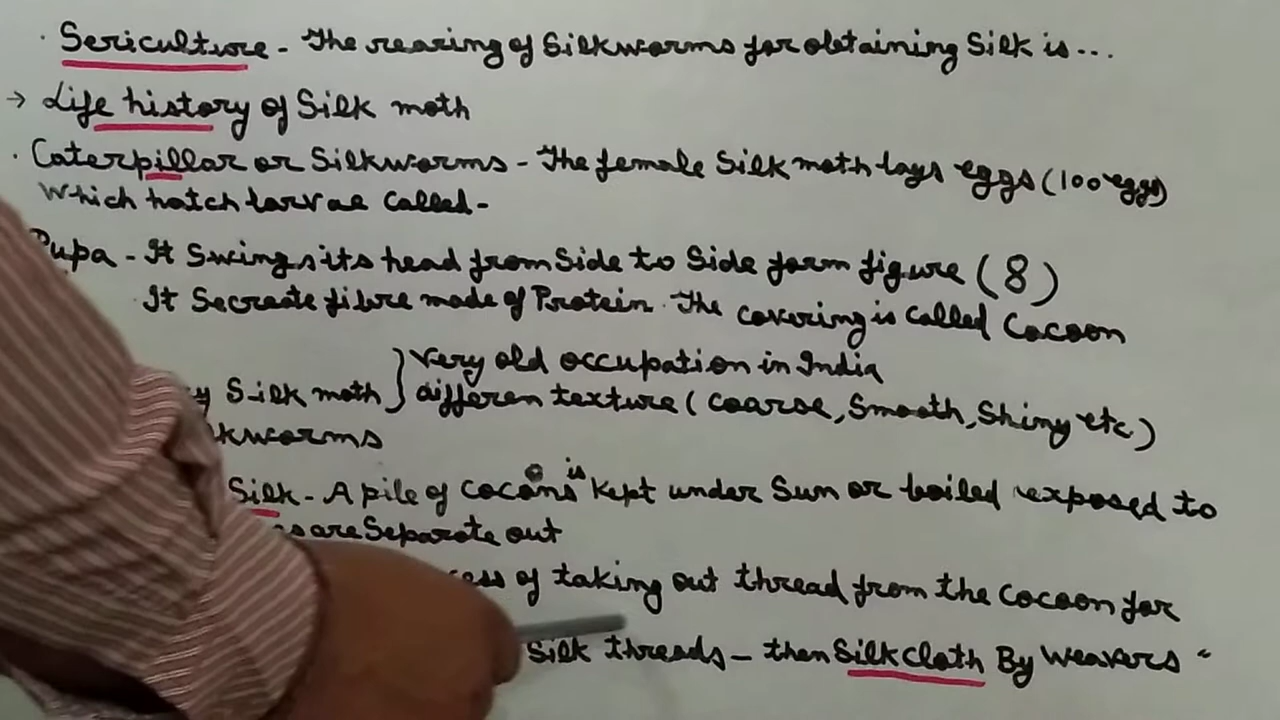 · Sericulture - The rearing of Silkworms for obtaining Silk is...
→ Life history of Silk moth
· Caterpillar or Silkworms - The female Silk moth lays eggs (100 eggs)
Which hatch larvae called -
Pupa - It Swings its head from Side to Side form figure (8)
It Secreate fibre made of Protein. The covering is called Cocoon
} Very old occupation in India
y Silk moth
differen texture (coarse, Smooth, Shiny etc.)
kworms
Silk - A pile of cocoons is kept under Sun or boiled exposed to
are Separate out
cess of taking out thread from the cocoon for
Silk threads - then Silk cloth By Weavers "